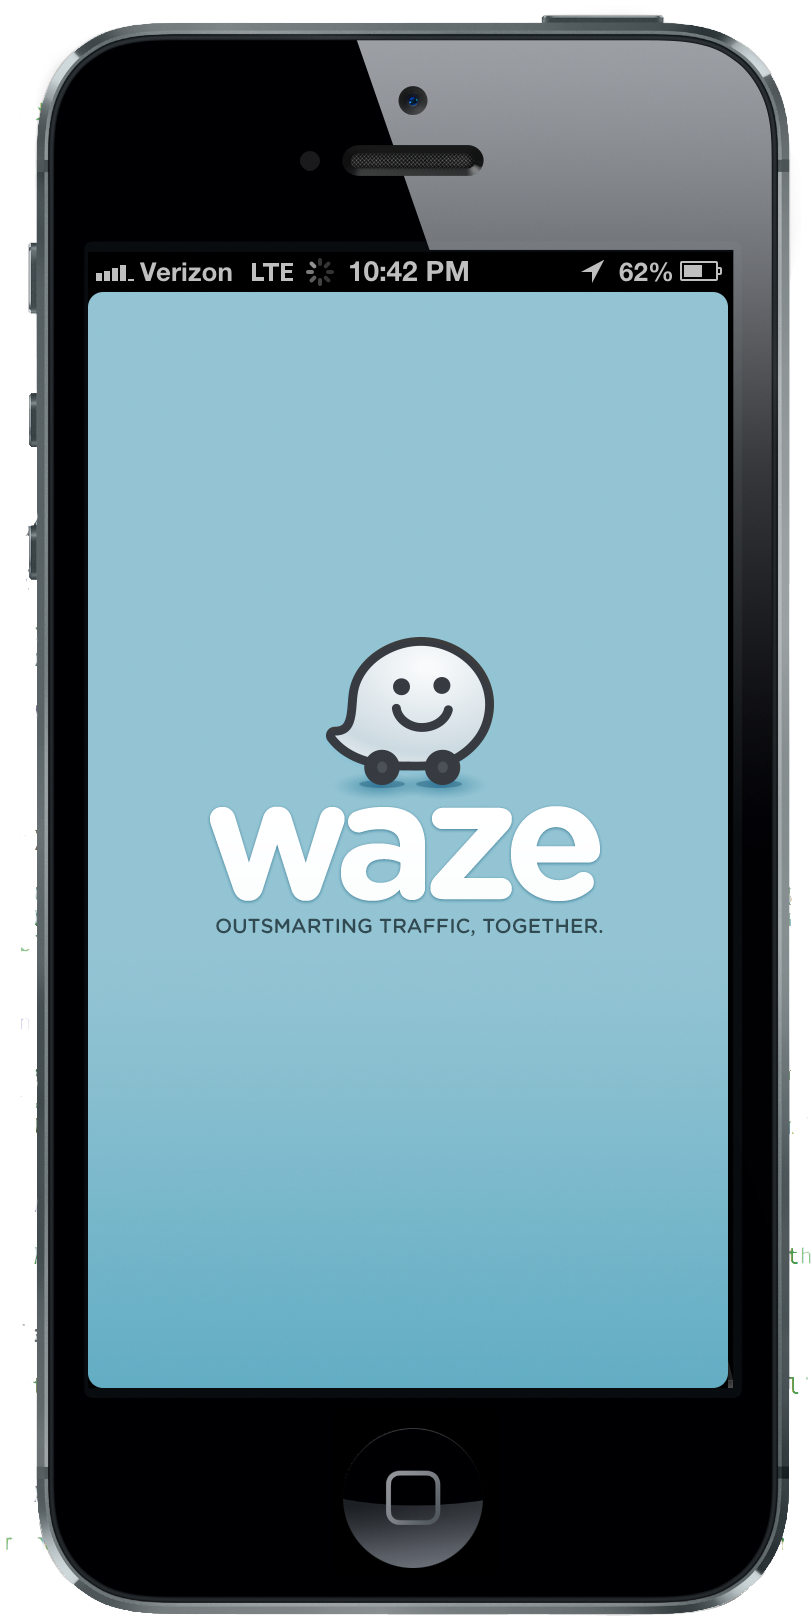 Verizon LTE 10:42 PM 62%
waze
OUTSMARTING TRAFFIC, TOGETHER.